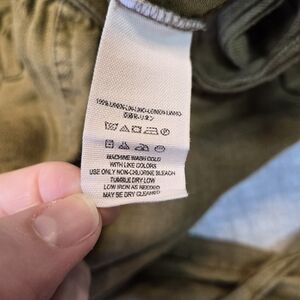 MACHINE WASH COLD
WITH LIKE COLORS
USE ONLY NON-CHLORINE BLEACH
TUMBLE DRY LOW
LOW IRON AS NEEDED
MAY BE DRY CLEANED